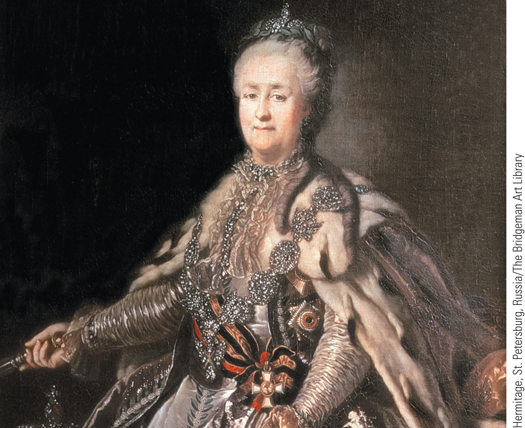 Hermitage, St. Petersburg, Russia/The Bridgeman Art Library